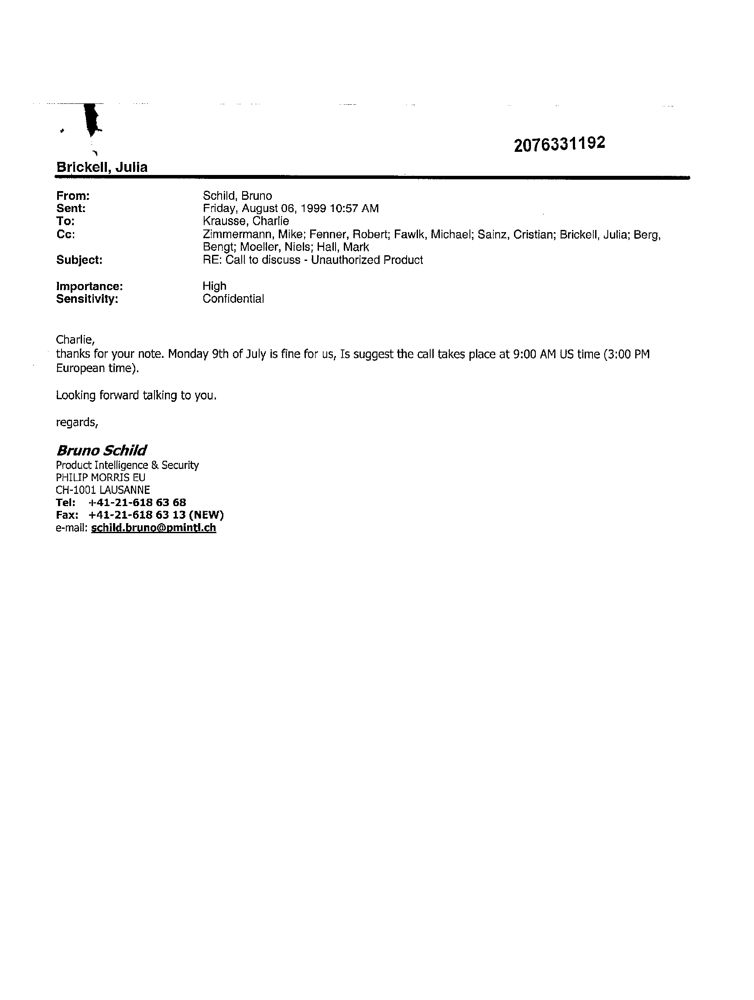 2076331192
Brickell, Julia
From: Schild, Bruno
Sent: Friday, August 06, 1999 10:57 AM
To: Krausse, Charlie
Cc: Zimmermann, Mike; Fenner, Robert; Fawlk, Michael; Sainz, Cristian; Brickell, Julia; Berg,
Bengt; Moeller, Niels; Hall, Mark
Subject: RE: Call to discuss - Unauthorized Product
Importance: High
Sensitivity: Confidential
Charlie,
thanks for your note. Monday 9th of July is fine for us, Is suggest the call takes place at 9:00 AM US time (3:00 PM
European time).
Looking forward talking to you.
regards,
Bruno Schild
Product Intelligence & Security
PHILIP MORRIS EU
CH-1001 LAUSANNE
Tel: +41-21-618 63 68
Fax: +41-21-618 63 13 (NEW)
e-mail: schild.bruno@pmintl.ch